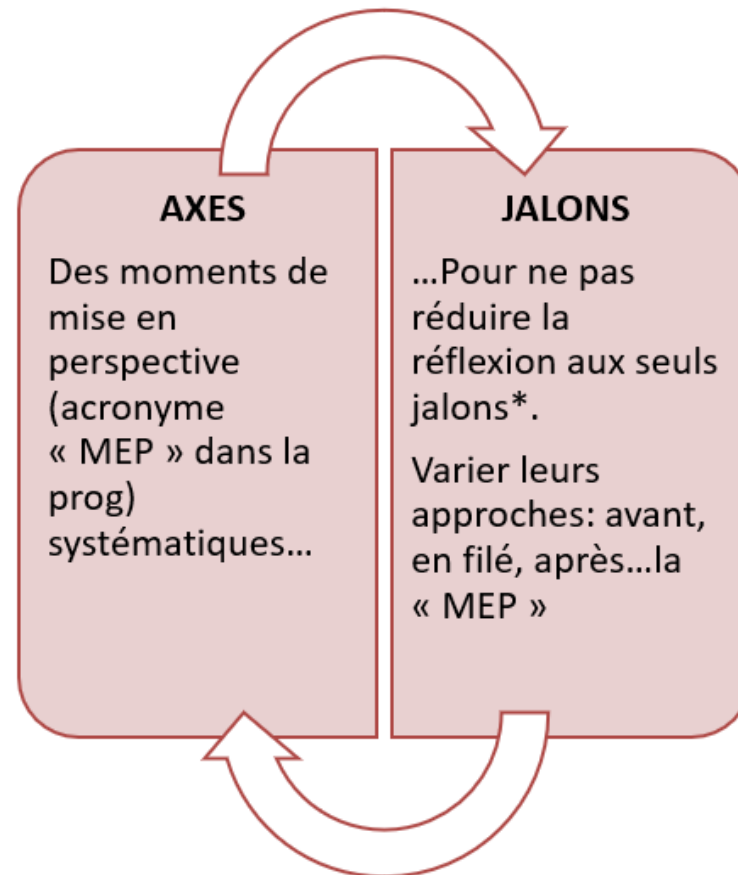 AXES
Des moments de
mise en
perspective
(acronyme
« MEP » dans la
prog)
systématiques…
JALONS
…Pour ne pas
réduire la
réflexion aux seuls
jalons*.
Varier leurs
approches: avant,
en filé, après…la
« MEP »